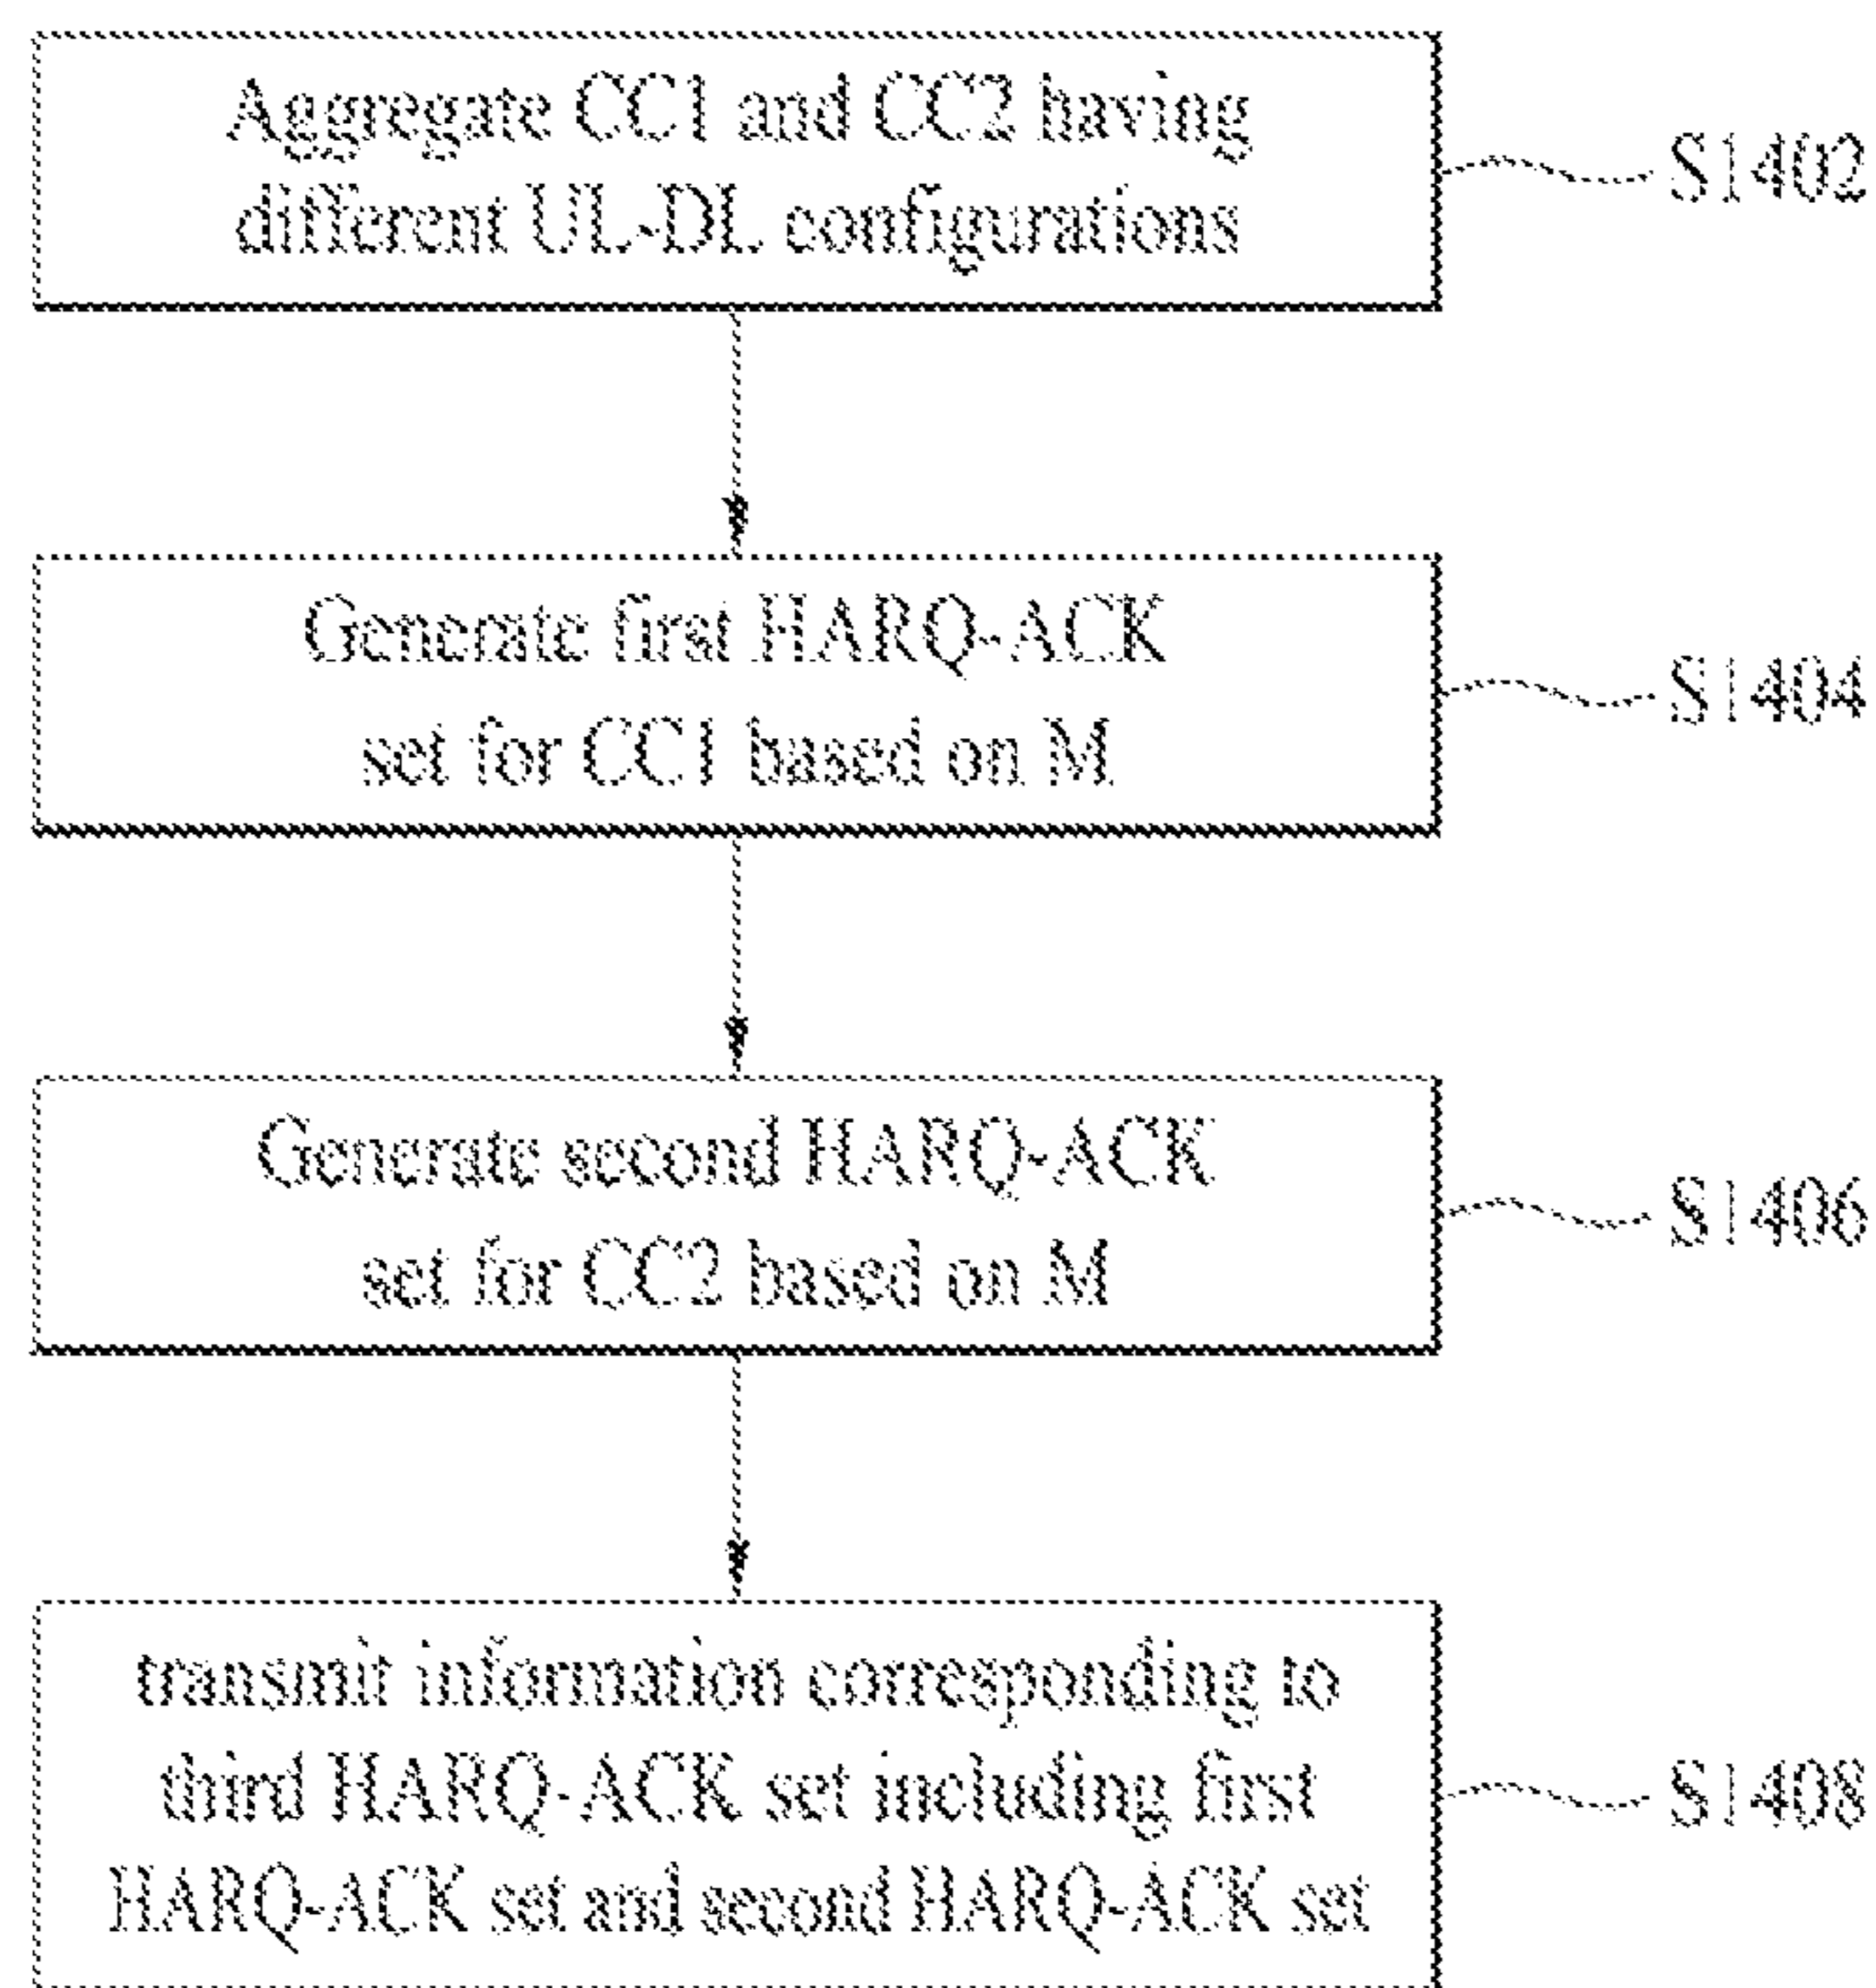 Aggregate CC1 and CC2 having
different UL-DL configurations
S1402
Generate first HARQ-ACK
set for CC1 based on M
S1404
Generate second HARQ-ACK
set for CC2 based on M
S1406
transmit information corresponding to
third HARQ-ACK set including first
HARQ-ACK set and second HARQ-ACK set
S1408